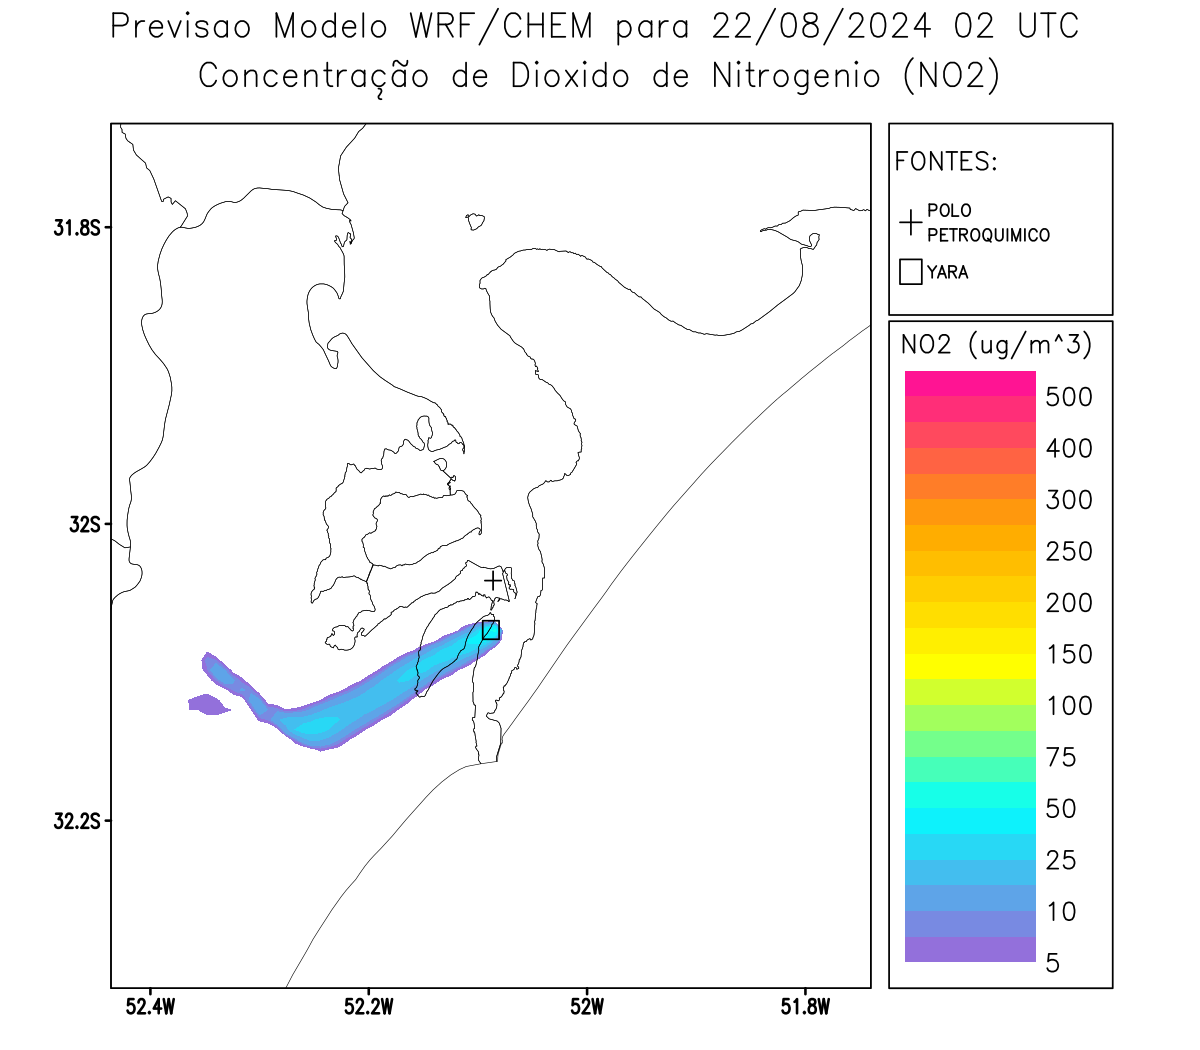 Previsao Modelo WRF/CHEM para 22/08/2024 02 UTC
Concentração de Dioxido de Nitrogenio (NO2)
FONTES:
POLO
PETROQUIMICO
YARA
NO2 (ug/m^3)
500
400
300
250
200
150
100
75
50
25
10
5
31.8S
32S
32.2S
52.4W
52.2W
52W
51.8W